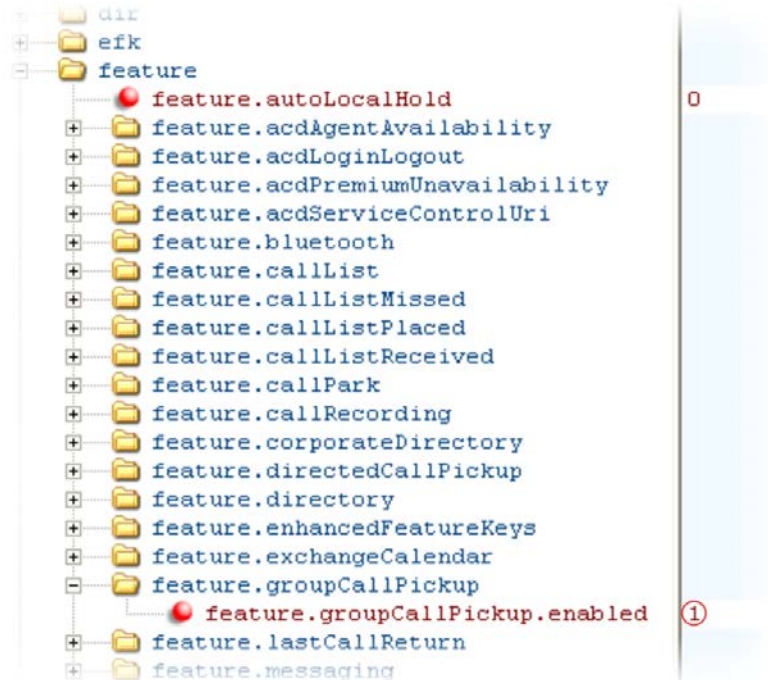 dir
efk
feature
feature.autoLocalHold 0
feature.acdAgentAvailability
feature.acdLoginLogout
feature.acdPremiumUnavailability
feature.acdServiceControlUri
feature.bluetooth
feature.callList
feature.callListMissed
feature.callListPlaced
feature.callListReceived
feature.callPark
feature.callRecording
feature.corporateDirectory
feature.directedCallPickup
feature.directory
feature.enhancedFeatureKeys
feature.exchangeCalendar
feature.groupCallPickup
feature.groupCallPickup.enabled 1
feature.lastCallReturn
feature.messaging